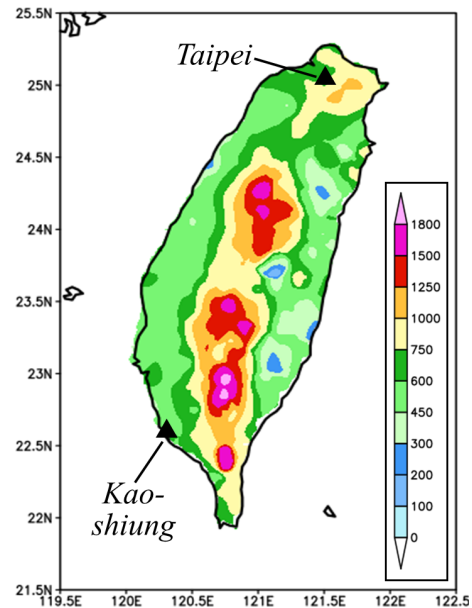 25.5N
Taipei
25N
24.5N
24N
23.5N
23N
22.5N
22N
21.5N
Kao-
shiung
1800
1500
1250
1000
750
600
450
300
200
100
0
119.5E 120E 120.5E 121E 121.5E 122E 122.5E